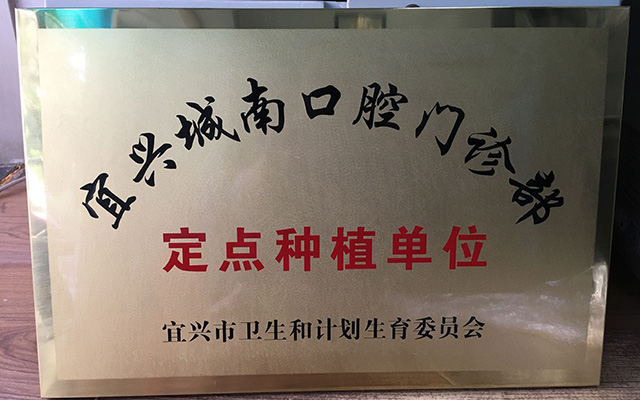 宜兴城南口腔门诊部
定点种植单位
宜兴市卫生和计划生育委员会